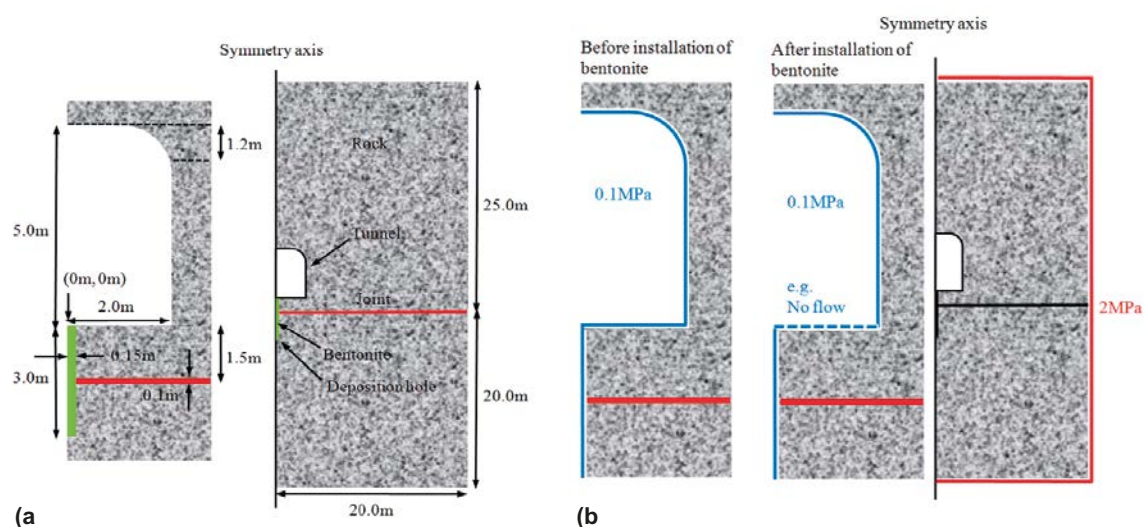 Symmetry axis
1.2m
Rock
5.0m
25.0m
Tunnel
(0m, 0m)
2.0m
Joint
0.15m
1.5m
3.0m
0.1m
Bentonite
Deposition hole
20.0m
20.0m
(a
Symmetry axis
Before installation of
bentonite
After installation of
bentonite
0.1MPa
0.1MPa
e.g.
No flow
2MPa
(b